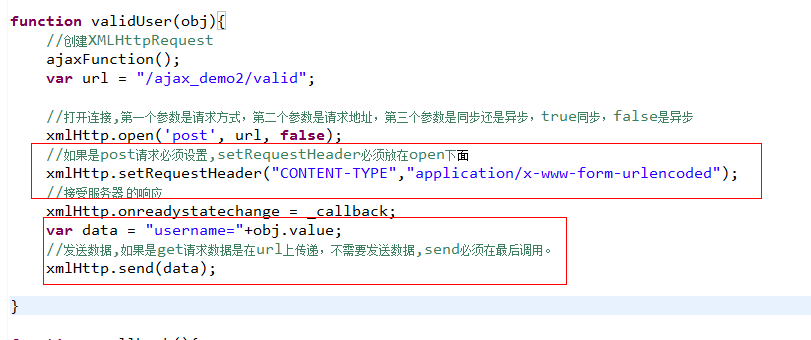 function validUser(obj){
//创建XMLHttpRequest
ajaxFunction();
var url = "/ajax_demo2/valid";
//打开连接,第一个参数是请求方式，第二个参数是请求地址，第三个参数是同步还是异步，true同步，false是异步
xmlHttp.open('post', url, false);
//如果是post请求必须设置,setRequestHeader必须放在open下面
xmlHttp.setRequestHeader("CONTENT-TYPE","application/x-www-form-urlencoded");
//接受服务器的响应
xmlHttp.onreadystatechange = _callback;
var data = "username="+obj.value;
//发送数据,如果是get请求数据是在url上传递，不需要发送数据,send必须在最后调用。
xmlHttp.send(data);
}